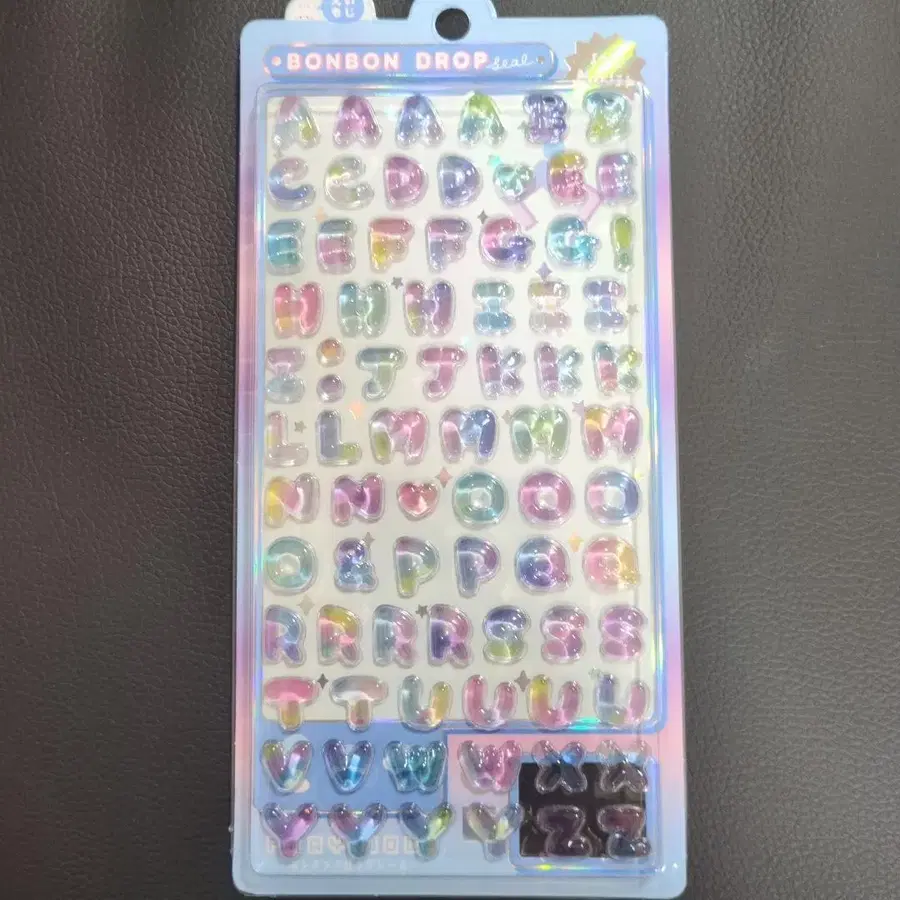 BONBON DROP Seal
A A A A B B
C C D D E E
E E F F G G !
H H H I I I
I : J J K K K
L L M M M M
N N O O O
O & P P Q Q
R R R R S S S
T T U U U U
V V W W X X
Y Y Y Y Z Z